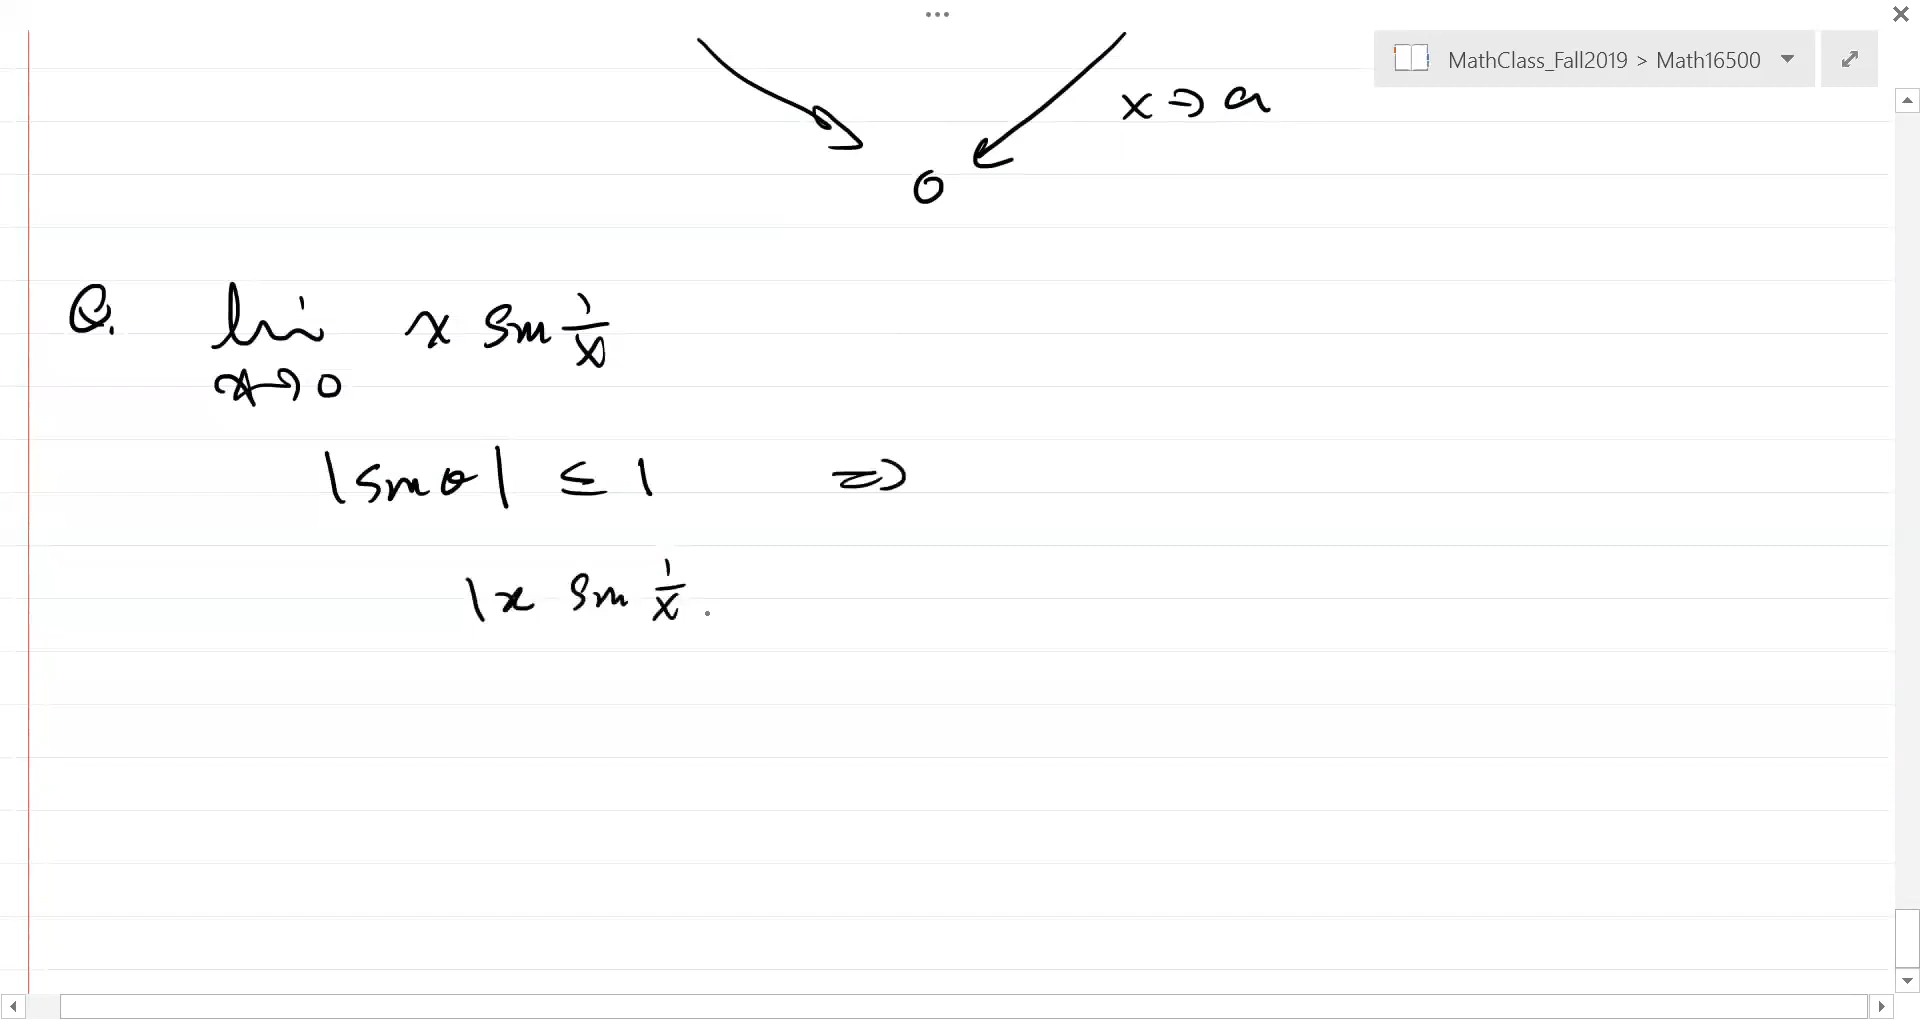 ...
MathClass_Fall2019 > Math16500
x → a
0
Q. lim x sin 1/x
x→0
|sin θ| ≤ 1 ⇒
|x sin 1/x .